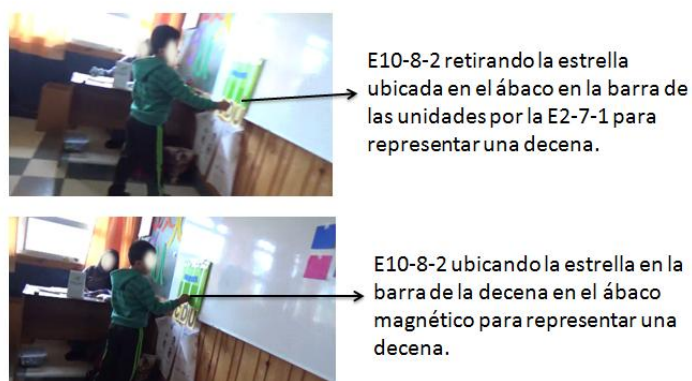 E10-8-2 retirando la estrella
ubicada en el ábaco en la barra de
las unidades por la E2-7-1 para
representar una decena.
E10-8-2 ubicando la estrella en la
barra de la decena en el ábaco
magnético para representar una
decena.